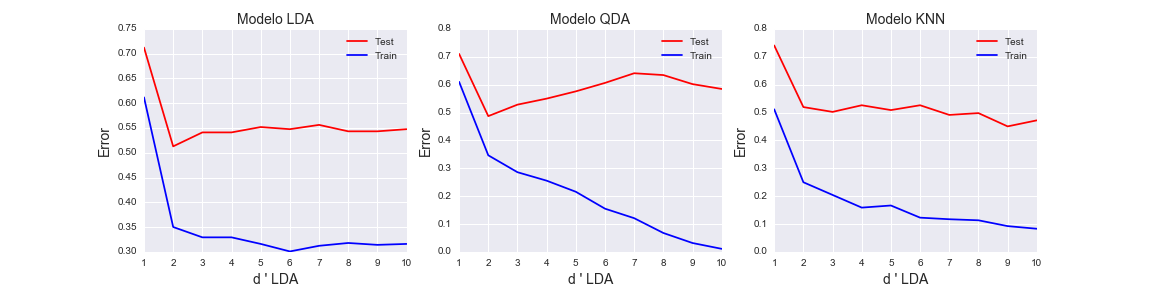 Modelo LDA
0.75
0.70
0.65
0.60
0.55
0.50
0.45
0.40
0.35
0.30
Error
Test
Train
1 2 3 4 5 6 7 8 9 10
d ' LDA
Modelo QDA
0.8
0.7
0.6
0.5
0.4
0.3
0.2
0.1
0.0
Error
Test
Train
1 2 3 4 5 6 7 8 9 10
d ' LDA
Modelo KNN
0.8
0.7
0.6
0.5
0.4
0.3
0.2
0.1
0.0
Error
Test
Train
1 2 3 4 5 6 7 8 9 10
d ' LDA